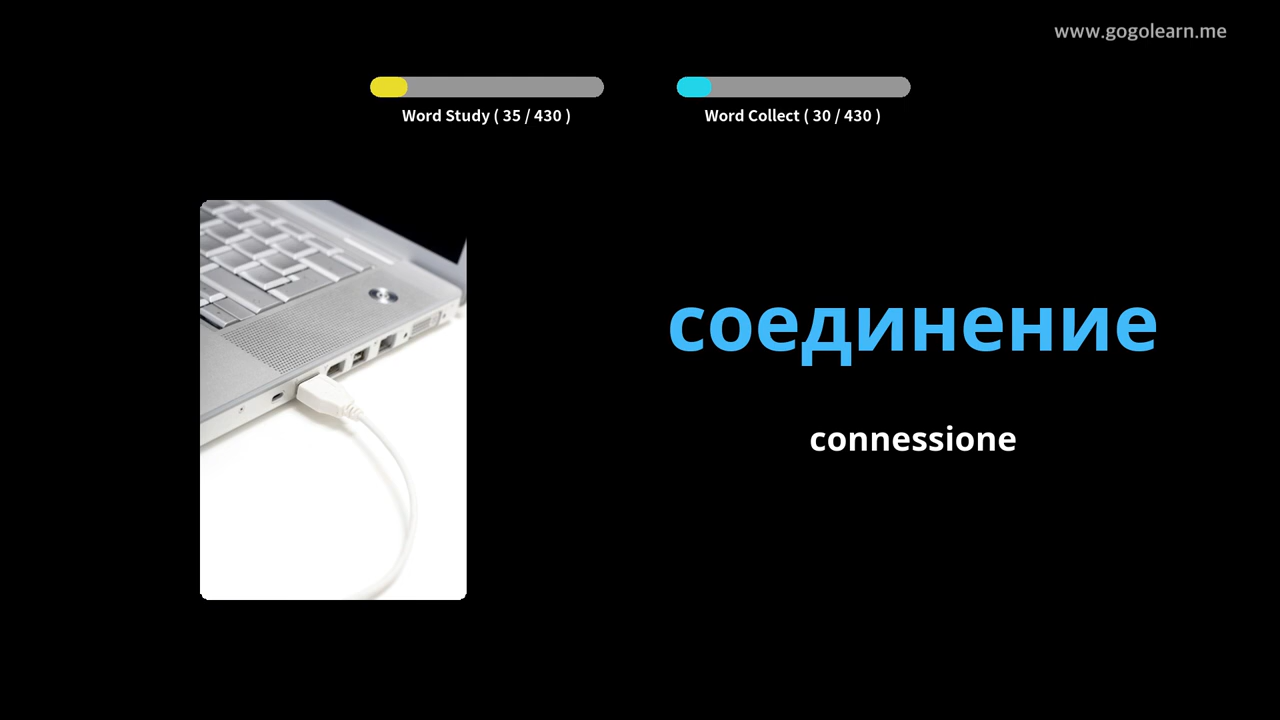 www.gogolearn.me
Word Study ( 35 / 430 )
Word Collect ( 30 / 430 )
соединение
connessione